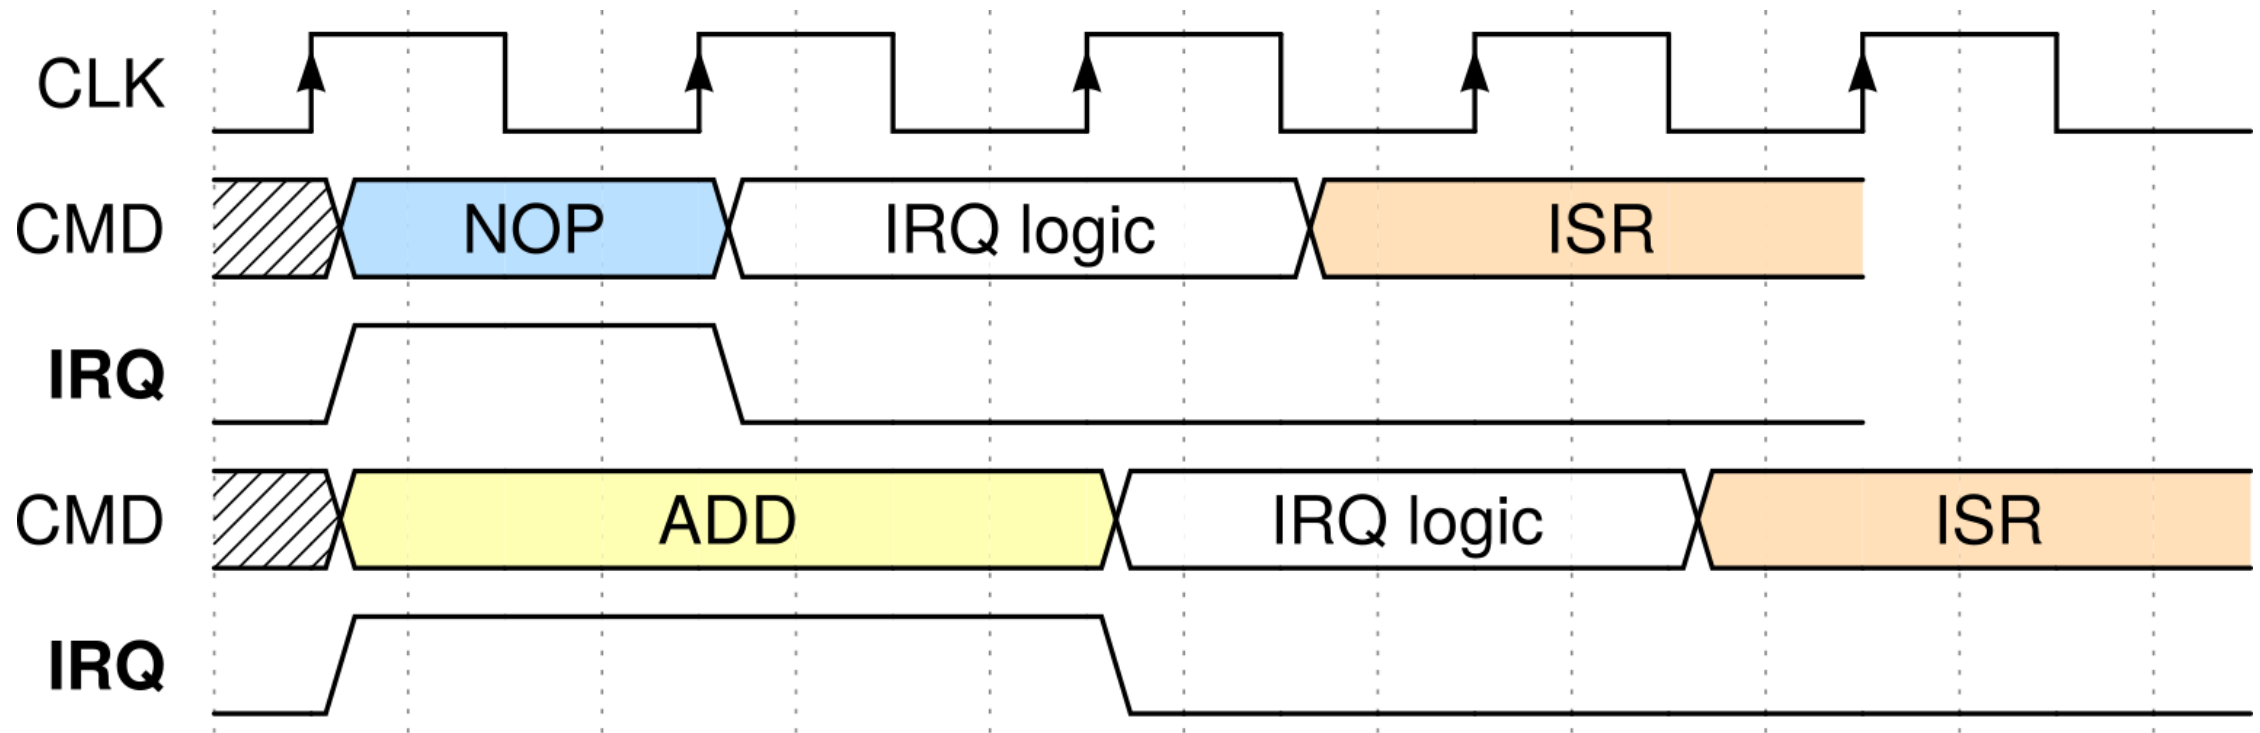 CLK
CMD NOP IRQ logic ISR
IRQ
CMD ADD IRQ logic ISR
IRQ